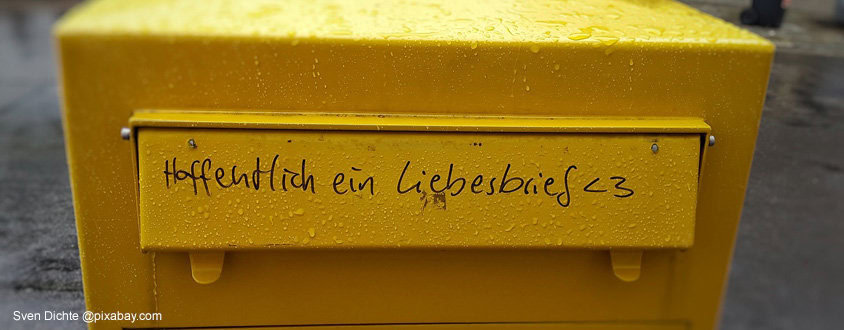 Hoffentlich ein Liebesbrief <3
Sven Dichte @pixabay.com